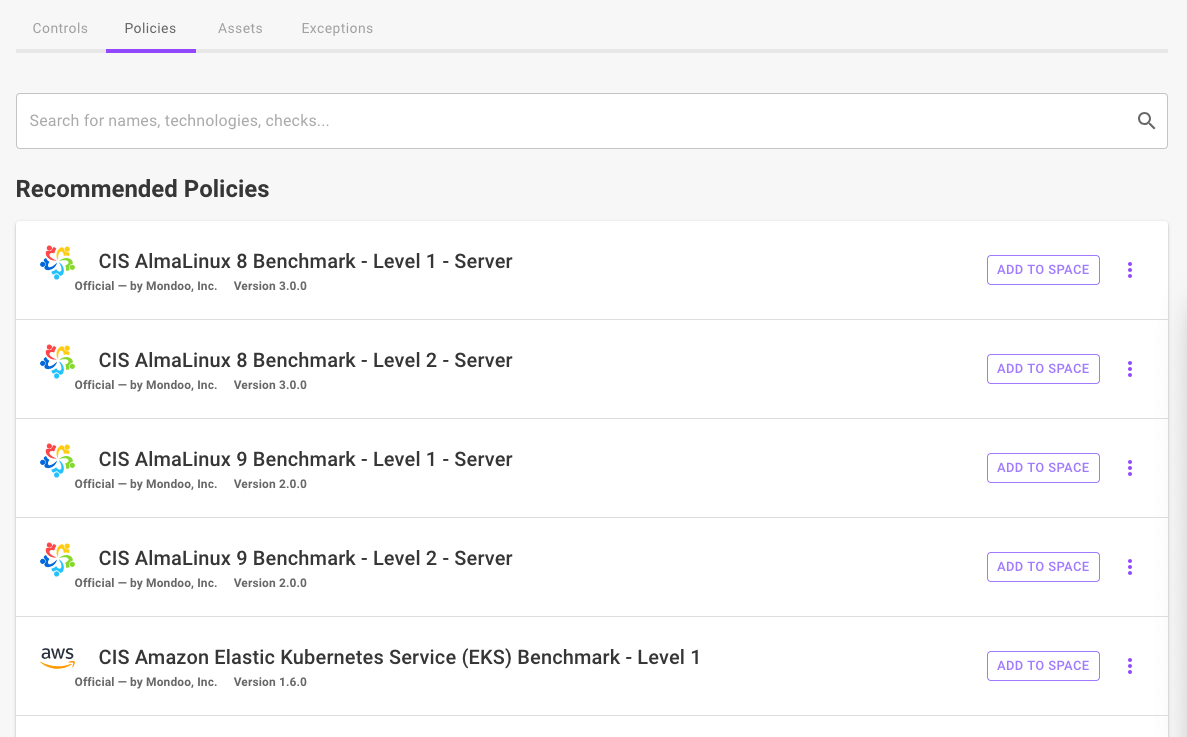 Controls Policies Assets Exceptions
Search for names, technologies, checks...
Recommended Policies
CIS AlmaLinux 8 Benchmark - Level 1 - Server
ADD TO SPACE
Official — by Mondoo, Inc. Version 3.0.0
CIS AlmaLinux 8 Benchmark - Level 2 - Server
ADD TO SPACE
Official — by Mondoo, Inc. Version 3.0.0
CIS AlmaLinux 9 Benchmark - Level 1 - Server
ADD TO SPACE
Official — by Mondoo, Inc. Version 2.0.0
CIS AlmaLinux 9 Benchmark - Level 2 - Server
ADD TO SPACE
Official — by Mondoo, Inc. Version 2.0.0
aws CIS Amazon Elastic Kubernetes Service (EKS) Benchmark - Level 1
ADD TO SPACE
Official — by Mondoo, Inc. Version 1.6.0